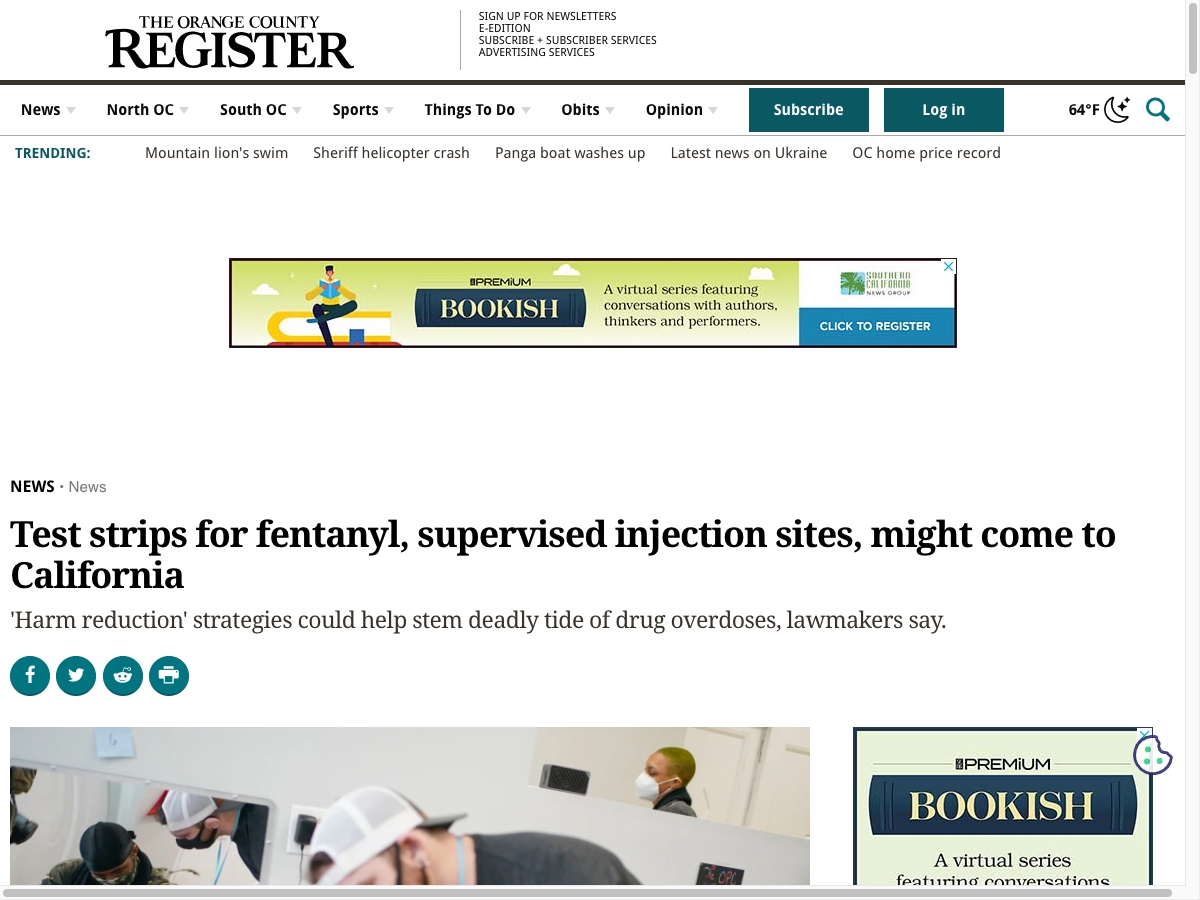 THE ORANGE COUNTY
REGISTER
SIGN UP FOR NEWSLETTERS
E-EDITION
SUBSCRIBE + SUBSCRIBER SERVICES
ADVERTISING SERVICES
News North OC South OC Sports Things To Do Obits Opinion Subscribe Log in 64°F
TRENDING: Mountain lion's swim Sheriff helicopter crash Panga boat washes up Latest news on Ukraine OC home price record
PREMiUM
BOOKISH
A virtual series featuring
conversations with authors,
thinkers and performers.
SOUTHERN
CALIFORNIA
NEWS GROUP
CLICK TO REGISTER
NEWS • News
Test strips for fentanyl, supervised injection sites, might come to
California
'Harm reduction' strategies could help stem deadly tide of drug overdoses, lawmakers say.
The OPC
PREMiUM
BOOKISH
A virtual series
featuring conversations